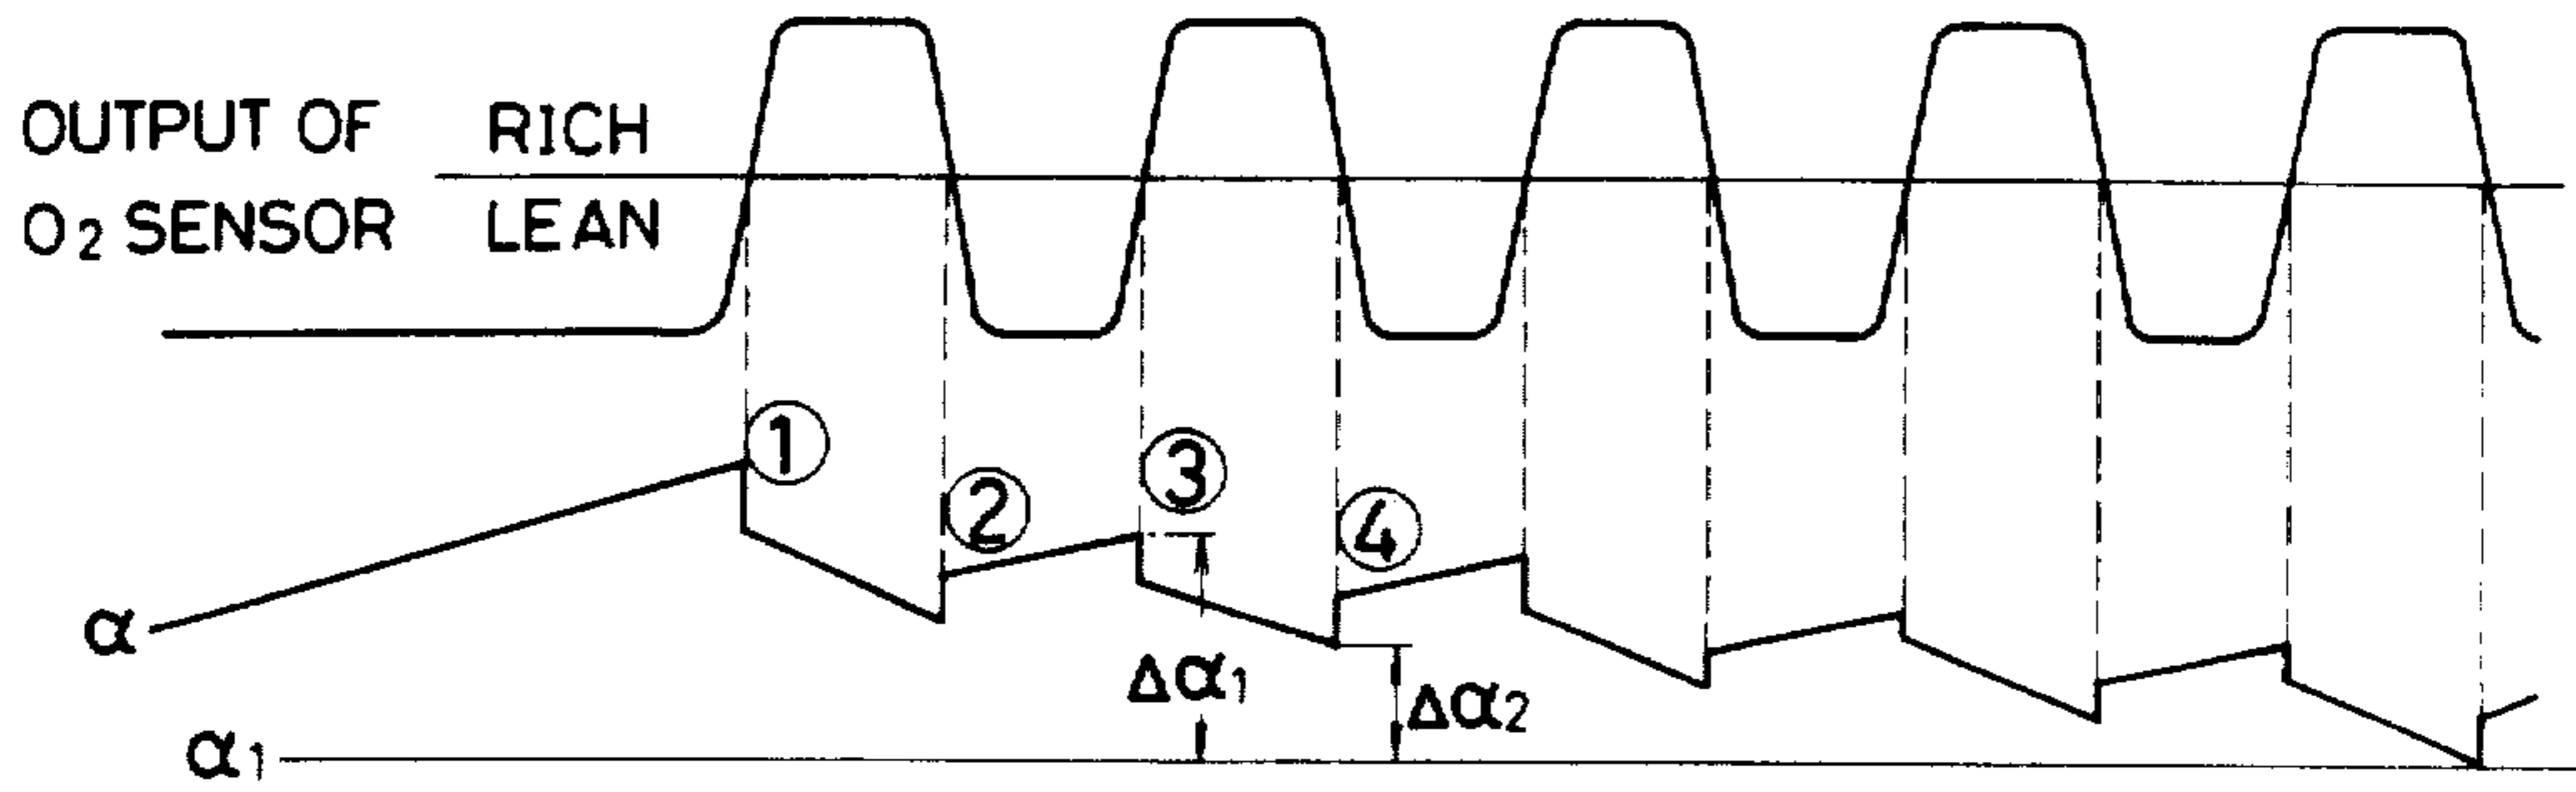 OUTPUT OF RICH
O₂ SENSOR LEAN
① 
② 
③ 
④
α
Δα₁
Δα₂
α₁